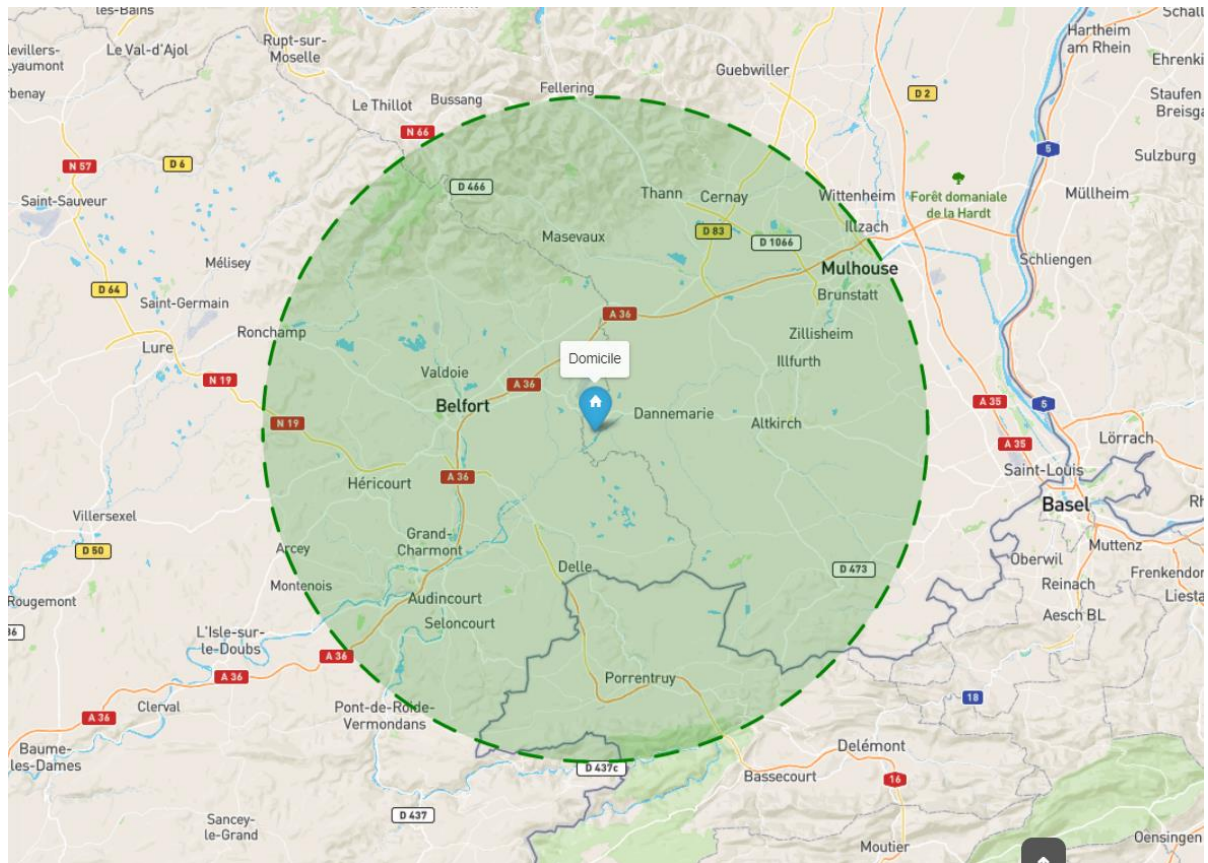 les-Bains
Schall
Le Val-d'Ajol
Rupt-sur-
Moselle
Hartheim
am Rhein
Guebwiller
Fellering
D 2
Le Thillot
Bussang
Staufen
N 66
5
N 57
D 6
Sulzburg
Saint-Sauveur
D 466
Thann
Cernay
Wittenheim
Forêt domaniale
de la Hardt
Müllheim
D 83
D 1066
Illzach
Masevaux
Mélisey
Mulhouse
Schliengen
D 64
Saint-Germain
Brunstatt
A 36
Ronchamp
Zillisheim
Lure
Domicile
Illfurth
N 19
Valdoie
A 36
Belfort
Dannemarie
A 35
5
N 19
Altkirch
A 35
Lörrach
A 36
Saint-Louis
Héricourt
Basel
Villersexel
Grand-
Charmont
Muttenz
D 50
Arcey
Oberwil
Delle
D 473
Frenkendor
Montenois
Reinach
Rougemont
Audincourt
Liesta
Aesch BL
Seloncourt
L'Isle-sur-
le-Doubs
A 36
A 36
Porrentruy
18
Clerval
Pont-de-Roide-
Vermondans
A 36
Baume-
les-Dames
Delémont
D 437c
Bassecourt
16
D 437
Sancey-
le-Grand
Moutier
Oensingen